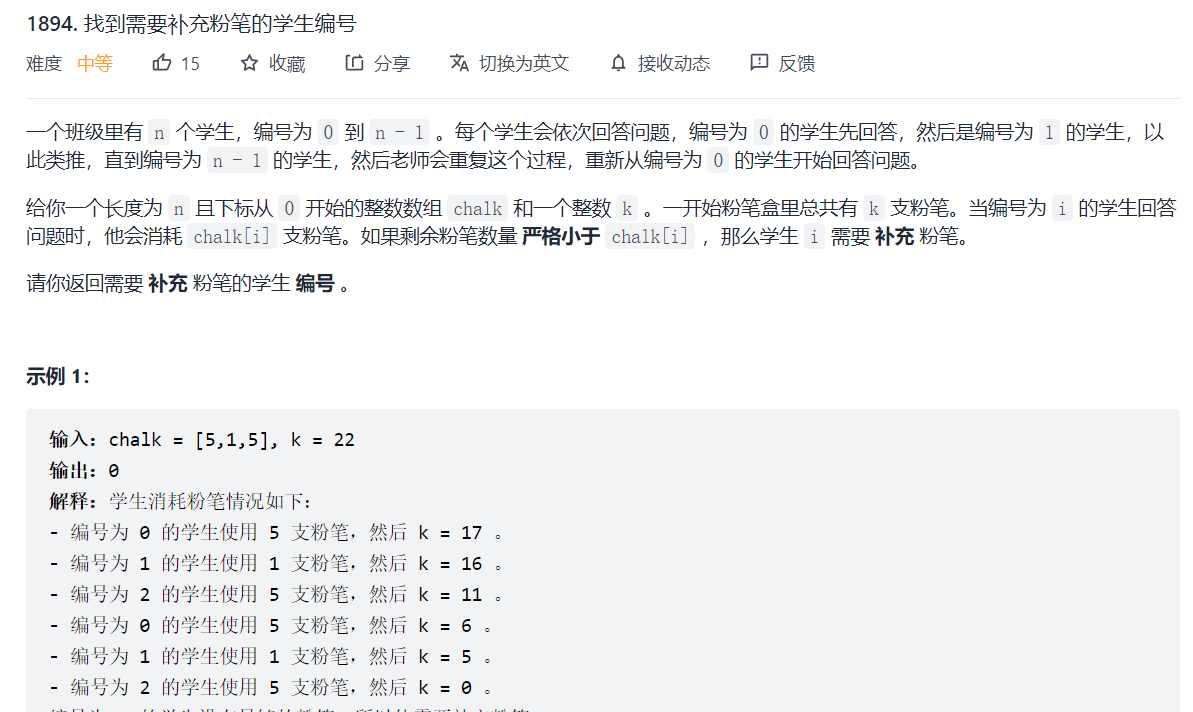 1894. 找到需要补充粉笔的学生编号
难度 中等 15 收藏 分享 切换为英文 接收动态 反馈
一个班级里有 n 个学生，编号为 0 到 n - 1 。每个学生会依次回答问题，编号为 0 的学生先回答，然后是编号为 1 的学生，以
此类推，直到编号为 n - 1 的学生，然后老师会重复这个过程，重新从编号为 0 的学生开始回答问题。
给你一个长度为 n 且下标从 0 开始的整数数组 chalk 和一个整数 k 。一开始粉笔盒里总共有 k 支粉笔。当编号为 i 的学生回答
问题时，他会消耗 chalk[i] 支粉笔。如果剩余粉笔数量 严格小于 chalk[i] ，那么学生 i 需要 补充 粉笔。
请你返回需要 补充 粉笔的学生 编号 。
示例 1：
输入：chalk = [5,1,5], k = 22
输出：0
解释：学生消耗粉笔情况如下：
- 编号为 0 的学生使用 5 支粉笔，然后 k = 17 。
- 编号为 1 的学生使用 1 支粉笔，然后 k = 16 。
- 编号为 2 的学生使用 5 支粉笔，然后 k = 11 。
- 编号为 0 的学生使用 5 支粉笔，然后 k = 6 。
- 编号为 1 的学生使用 1 支粉笔，然后 k = 5 。
- 编号为 2 的学生使用 5 支粉笔，然后 k = 0 。